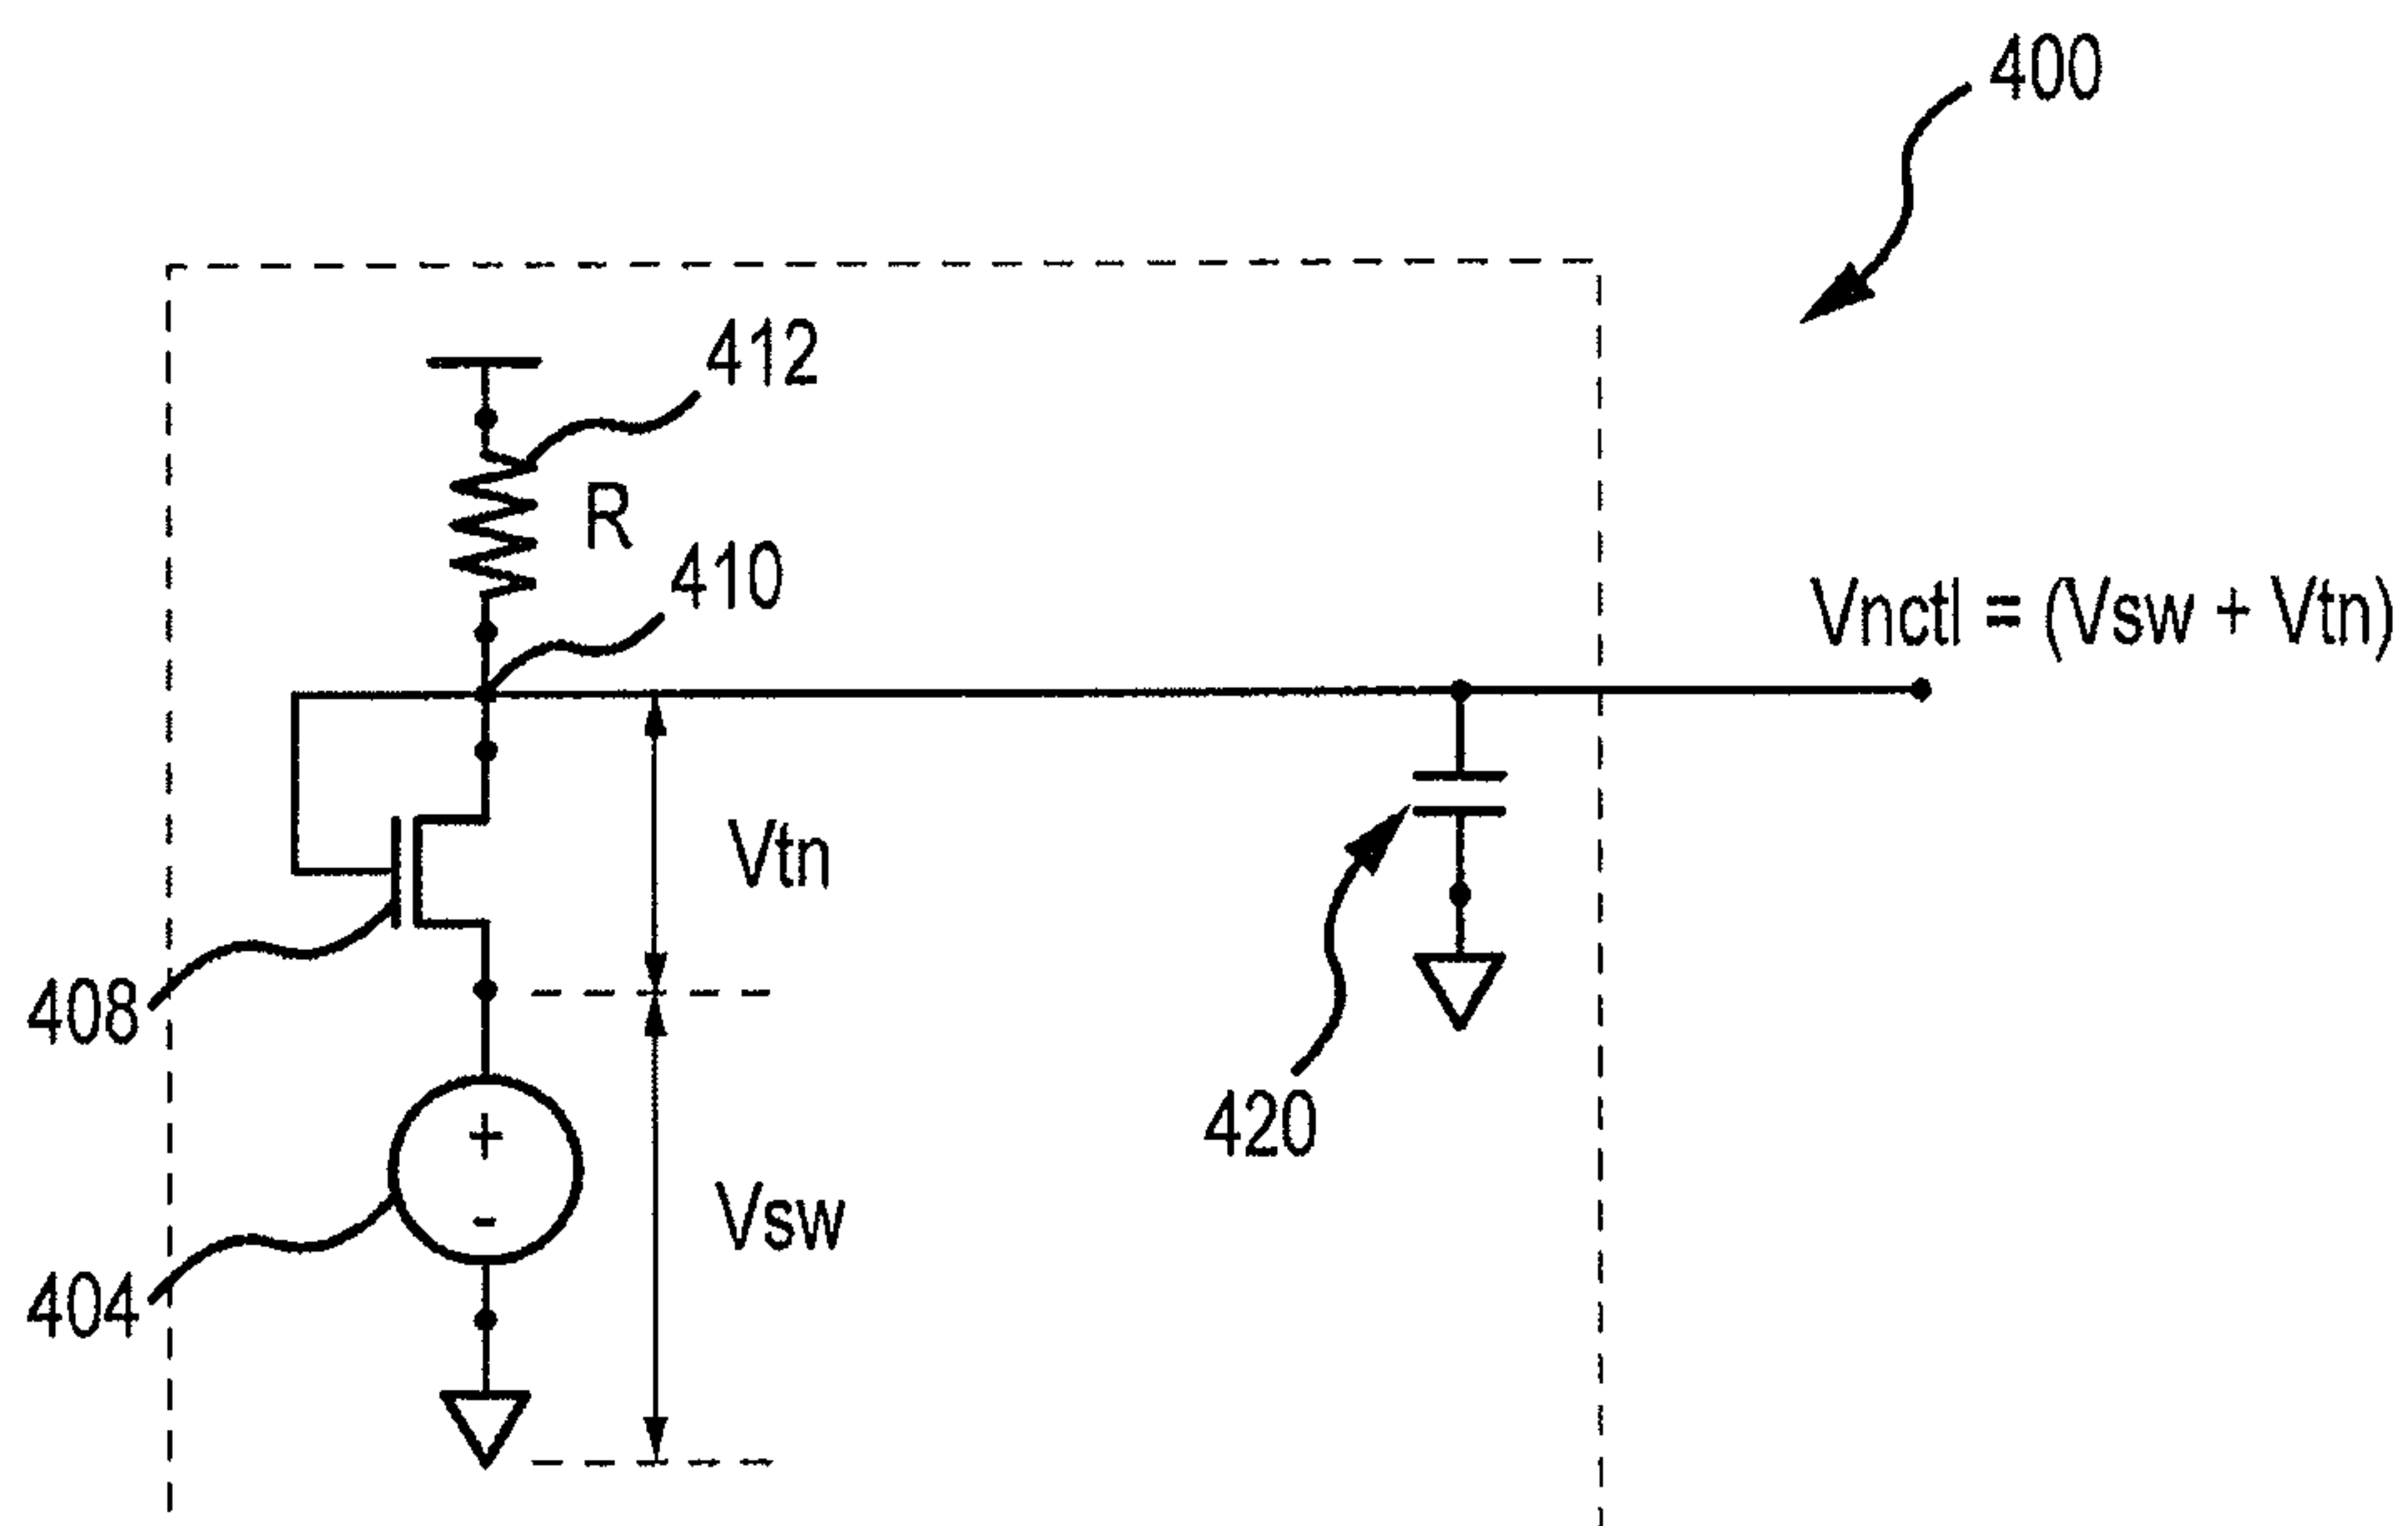 400
412
R
410
Vnctl = (Vsw + Vtn)
Vtn
408
+
-
404
Vsw
420